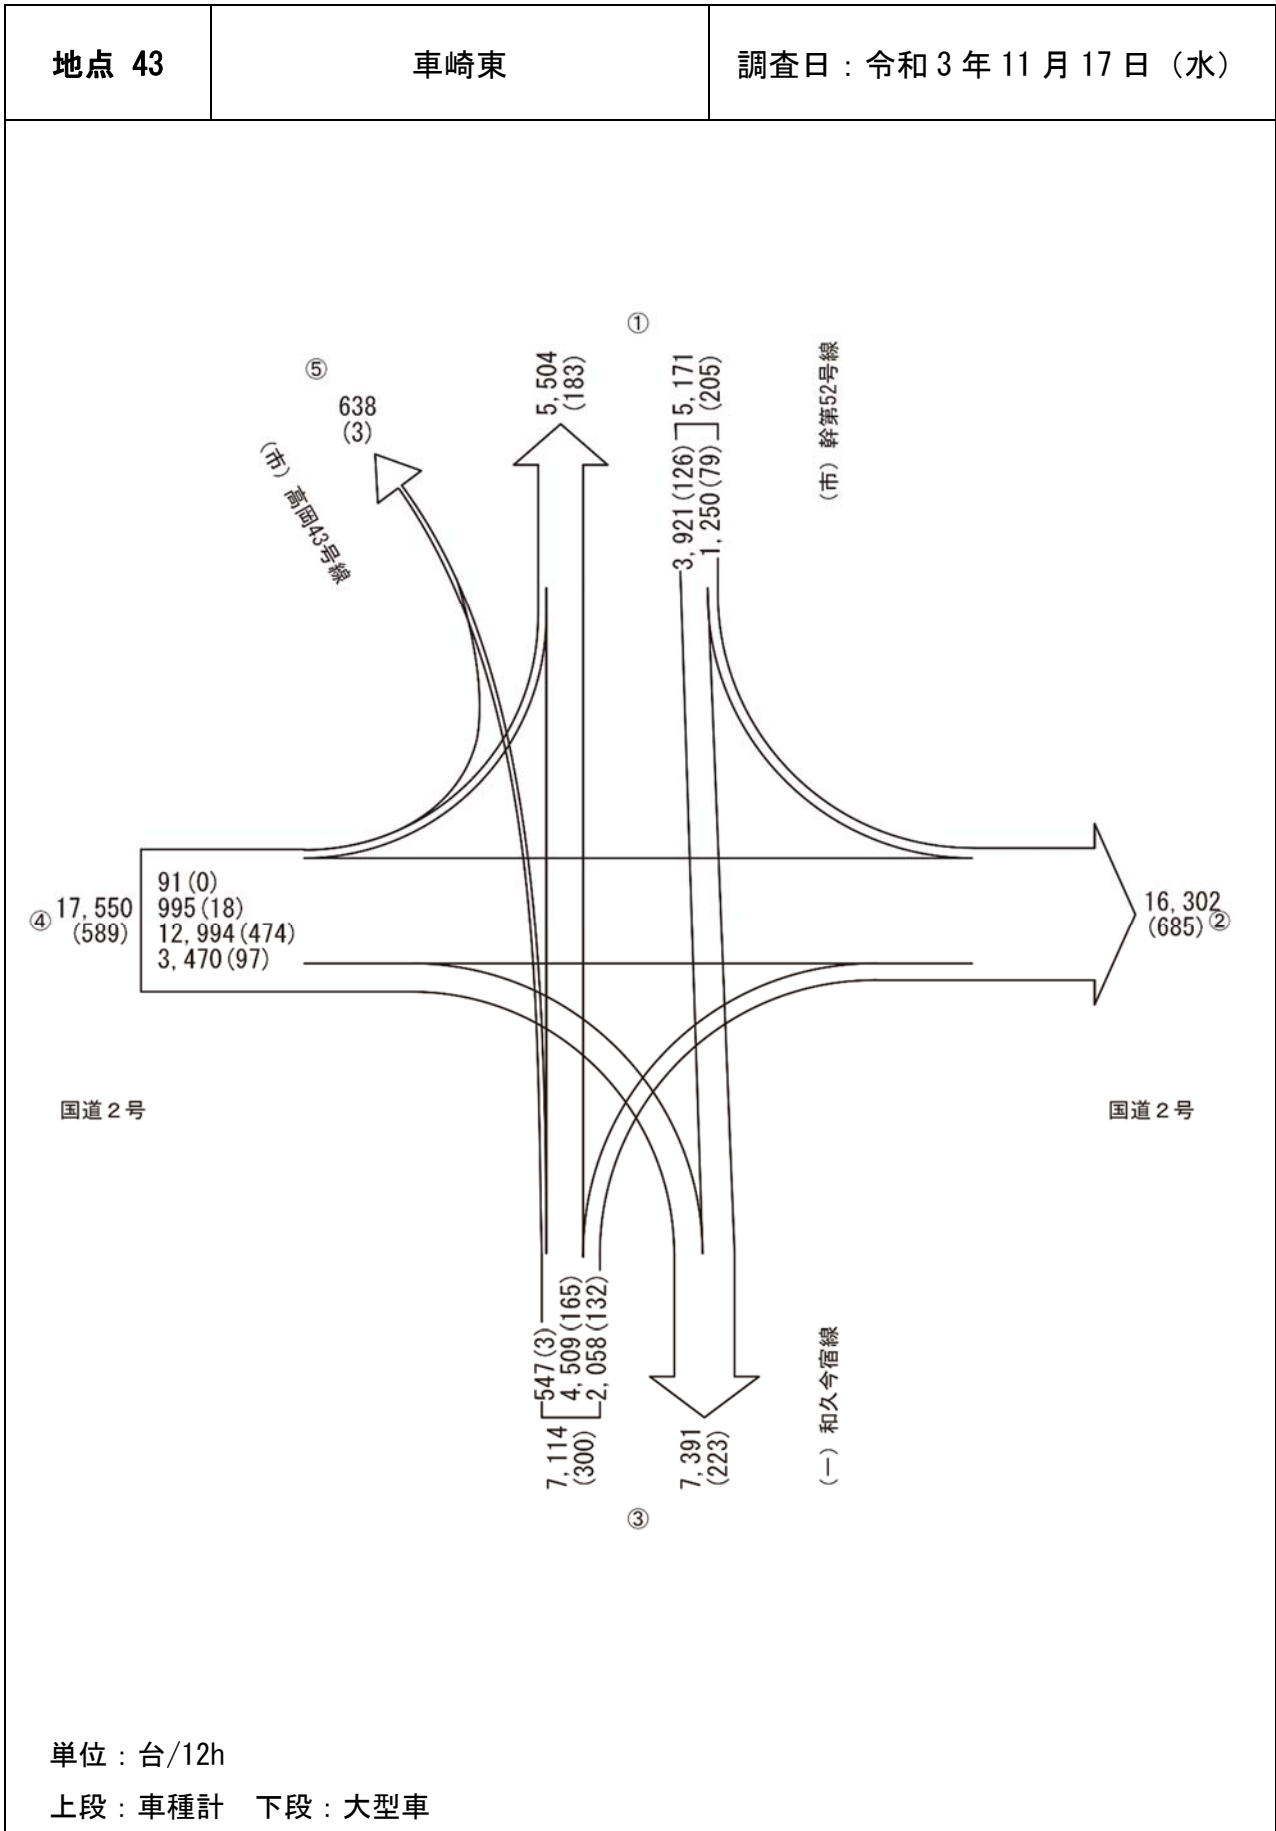 地点 43
車崎東
調査日：令和3年11月17日（水）
①
⑤
638
(3)
(市) 高岡43号線
5,504
(183)
5,171
(205)
3,921(126)
1,250(79)
(市) 幹第52号線
④
17,550
(589)
91(0)
995(18)
12,994(474)
3,470(97)
16,302
(685)
②
国道２号
国道２号
547(3)
4,509(165)
2,058(132)
7,114
(300)
7,391
(223)
(一) 和久今宿線
③
単位：台/12h
上段：車種計　下段：大型車